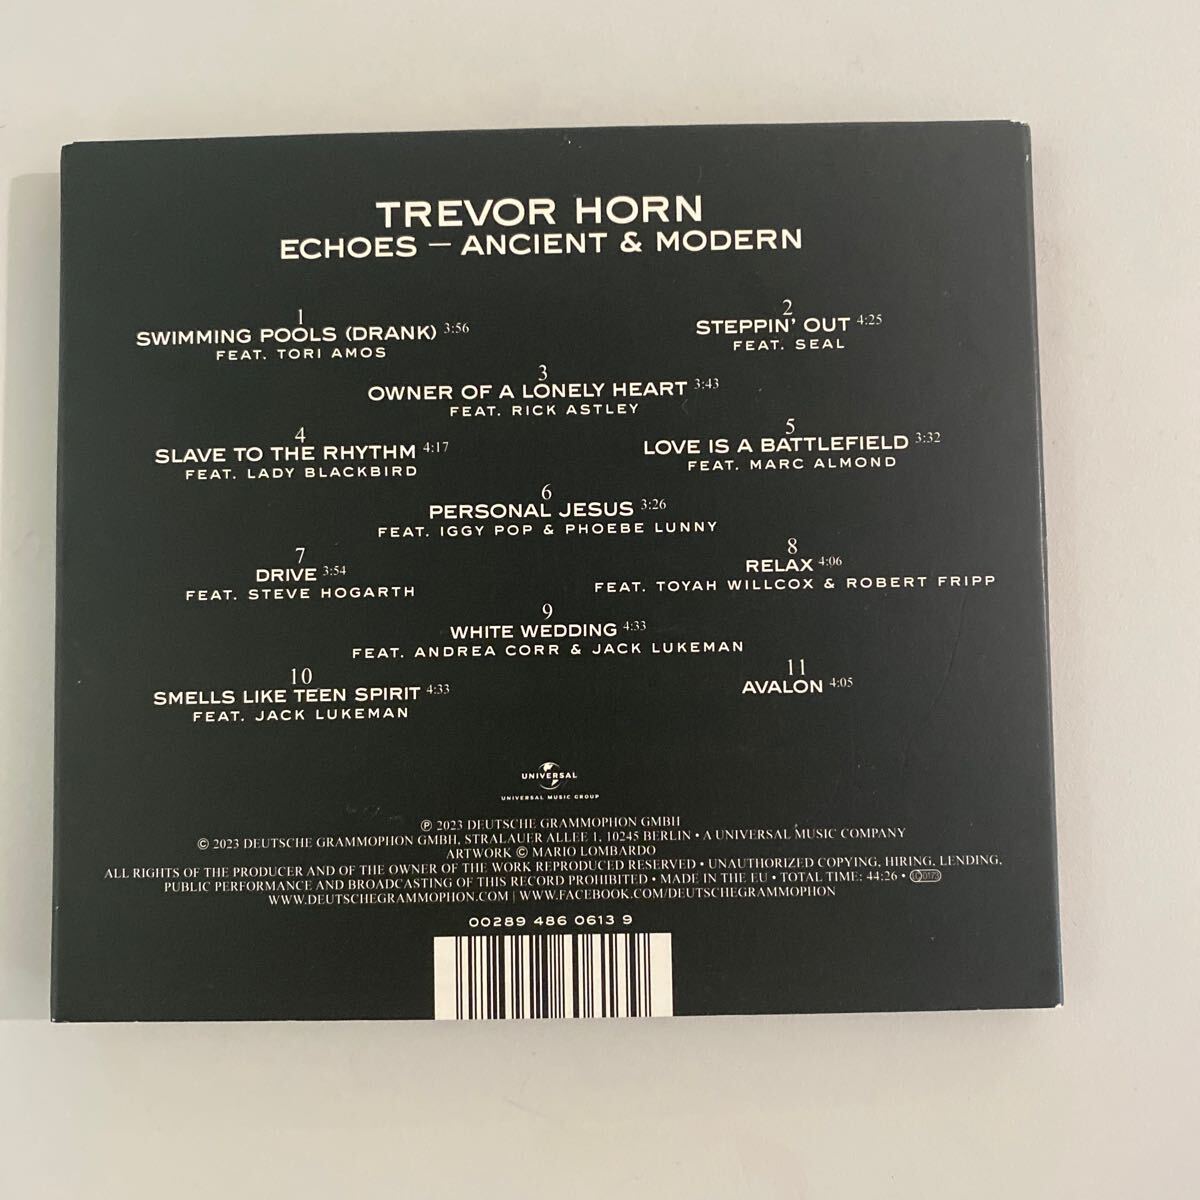 TREVOR HORN
ECHOES — ANCIENT & MODERN
1
SWIMMING POOLS (DRANK) 3:56
FEAT. TORI AMOS
2
STEPPIN' OUT 4:25
FEAT. SEAL
3
OWNER OF A LONELY HEART 3:43
FEAT. RICK ASTLEY
4
SLAVE TO THE RHYTHM 4:17
FEAT. LADY BLACKBIRD
5
LOVE IS A BATTLEFIELD 3:32
FEAT. MARC ALMOND
6
PERSONAL JESUS 3:26
FEAT. IGGY POP & PHOEBE LUNNY
7
DRIVE 3:54
FEAT. STEVE HOGARTH
8
RELAX 4:06
FEAT. TOYAH WILLCOX & ROBERT FRIPP
9
WHITE WEDDING 4:33
FEAT. ANDREA CORR & JACK LUKEMAN
10
SMELLS LIKE TEEN SPIRIT 4:33
FEAT. JACK LUKEMAN
11
AVALON 4:05
UNIVERSAL
UNIVERSAL MUSIC GROUP
℗ 2023 DEUTSCHE GRAMMOPHON GMBH
© 2023 DEUTSCHE GRAMMOPHON GMBH, STRALAUER ALLEE 1, 10245 BERLIN • A UNIVERSAL MUSIC COMPANY
ARTWORK © MARIO LOMBARDO
ALL RIGHTS OF THE PRODUCER AND OF THE OWNER OF THE WORK REPRODUCED RESERVED • UNAUTHORIZED COPYING, HIRING, LENDING,
PUBLIC PERFORMANCE AND BROADCASTING OF THIS RECORD PROHIBITED • MADE IN THE EU • TOTAL TIME: 44:26 • LC 0173
WWW.DEUTSCHEGRAMMOPHON.COM | WWW.FACEBOOK.COM/DEUTSCHEGRAMMOPHON
00289 486 0613 9